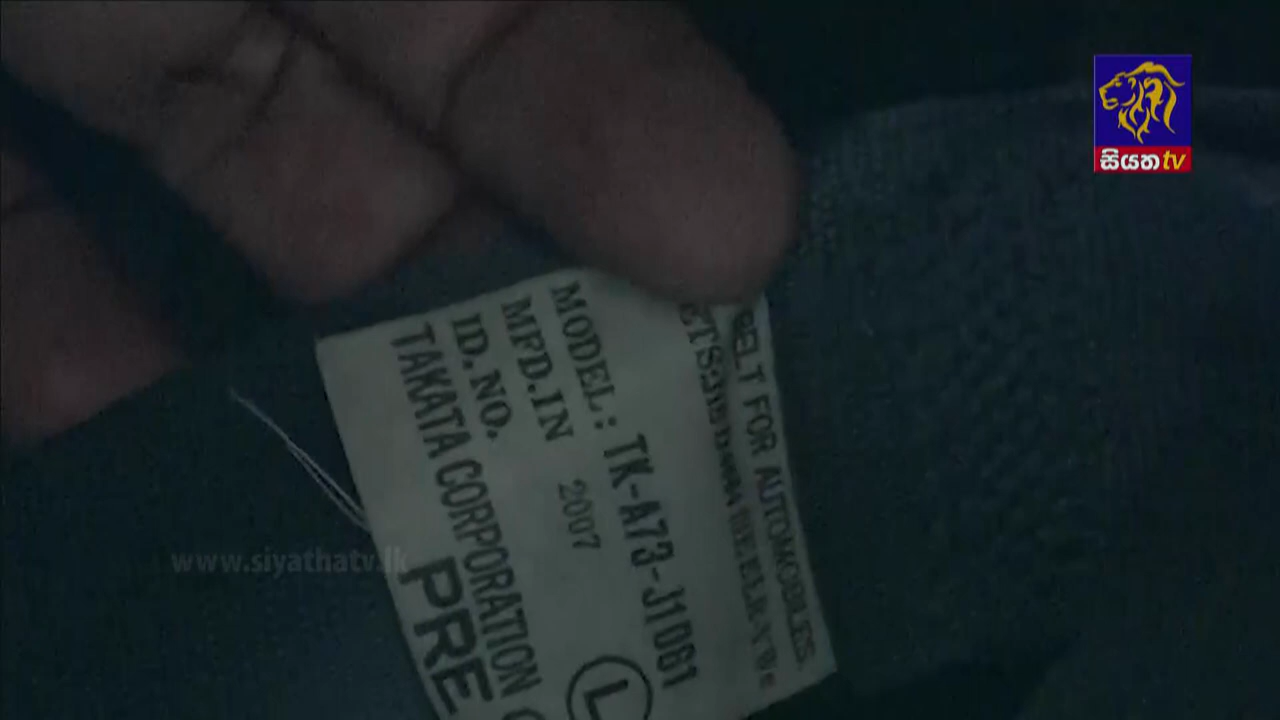 සියත tv
BELT FOR AUTOMOBILES.
MODEL: TK-A73-J1061
MFD. IN 2007
ID. NO.
TAKATA CORPORATION
PRE
L
www.siyathatv.lk